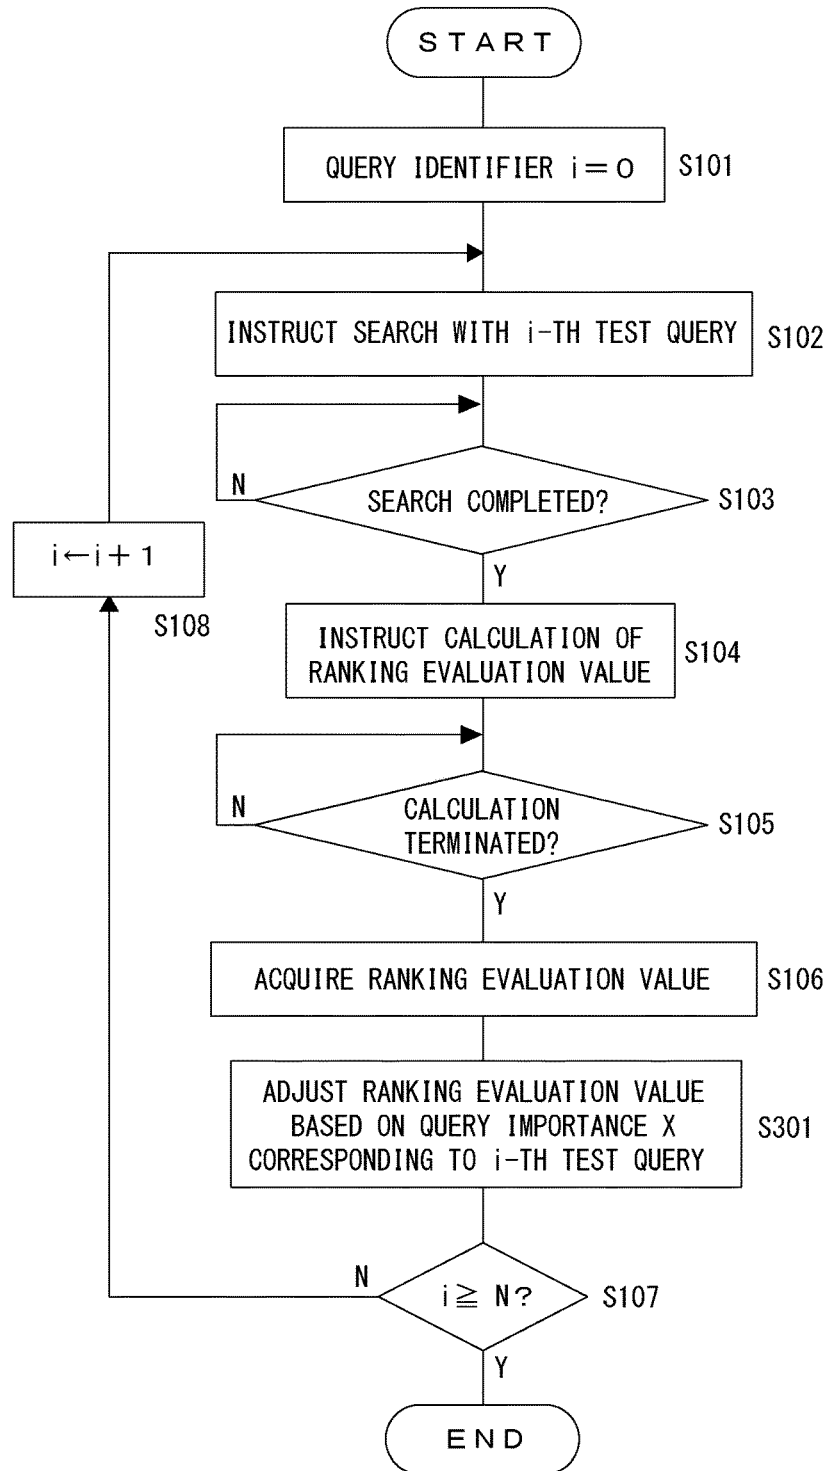 START
QUERY IDENTIFIER i=0
S101
INSTRUCT SEARCH WITH i-TH TEST QUERY
S102
N
SEARCH COMPLETED?
S103
Y
i←i+1
S108
INSTRUCT CALCULATION OF
RANKING EVALUATION VALUE
S104
N
CALCULATION
TERMINATED?
S105
Y
ACQUIRE RANKING EVALUATION VALUE
S106
ADJUST RANKING EVALUATION VALUE
BASED ON QUERY IMPORTANCE X
CORRESPONDING TO i-TH TEST QUERY
S301
N
i≧ N?
S107
Y
END